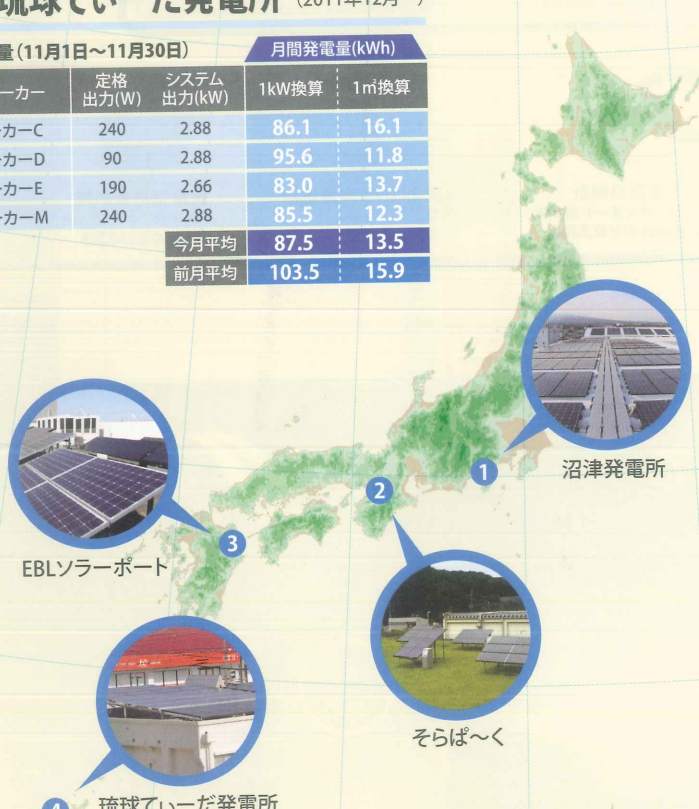 琉球てぃーだ発電所 (2011年12月
量(11月1日～11月30日)
月間発電量(kWh)
ーカー 定格出力(W) システム出力(kW) 1kW換算 1㎡換算
ーカーC 240 2.88 86.1 16.1
ーカーD 90 2.88 95.6 11.8
ーカーE 190 2.66 83.0 13.7
ーカーM 240 2.88 85.5 12.3
今月平均 87.5 13.5
前月平均 103.5 15.9
1
沼津発電所
2
3
EBLソラーポート
そらぱ～く
4 琉球てぃーだ発電所